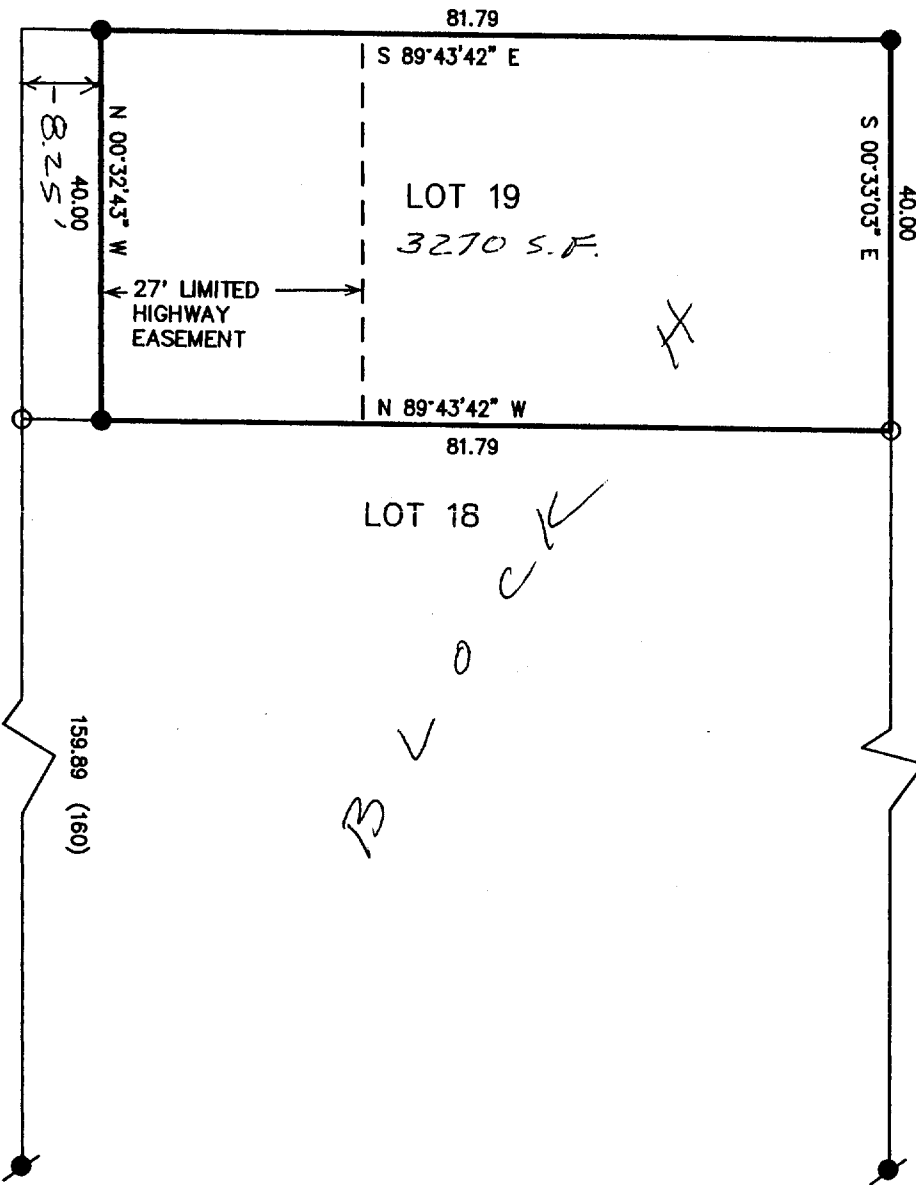 81.79
S 89°43'42" E
N 00°32'43" W
40.00
-8.25'
S 00°33'03" E
40.00
LOT 19
3270 S.F.
27' LIMITED
HIGHWAY
EASEMENT
H
N 89°43'42" W
81.79
LOT 18
BLOCK
159.89 (160)